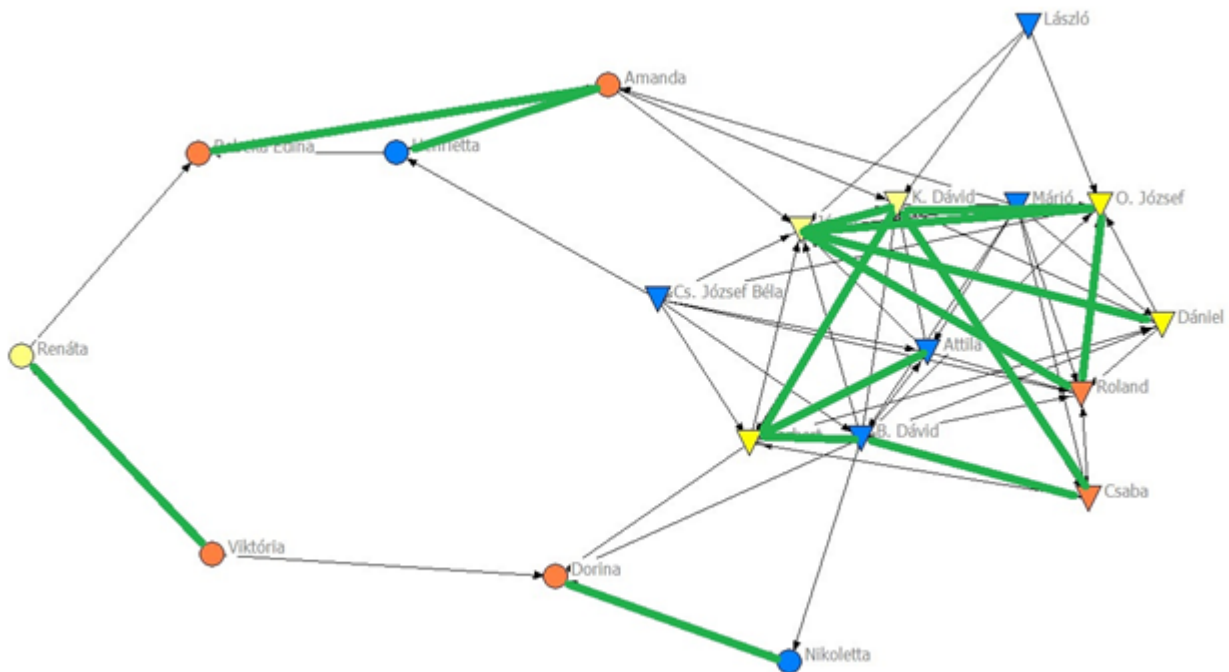 László
Amanda
Henrietta
K. Dávid
Márió
O. József
Cs. József Béla
Dániel
Attila
Renáta
Roland
B. Dávid
Csaba
Viktória
Dorina
Nikoletta